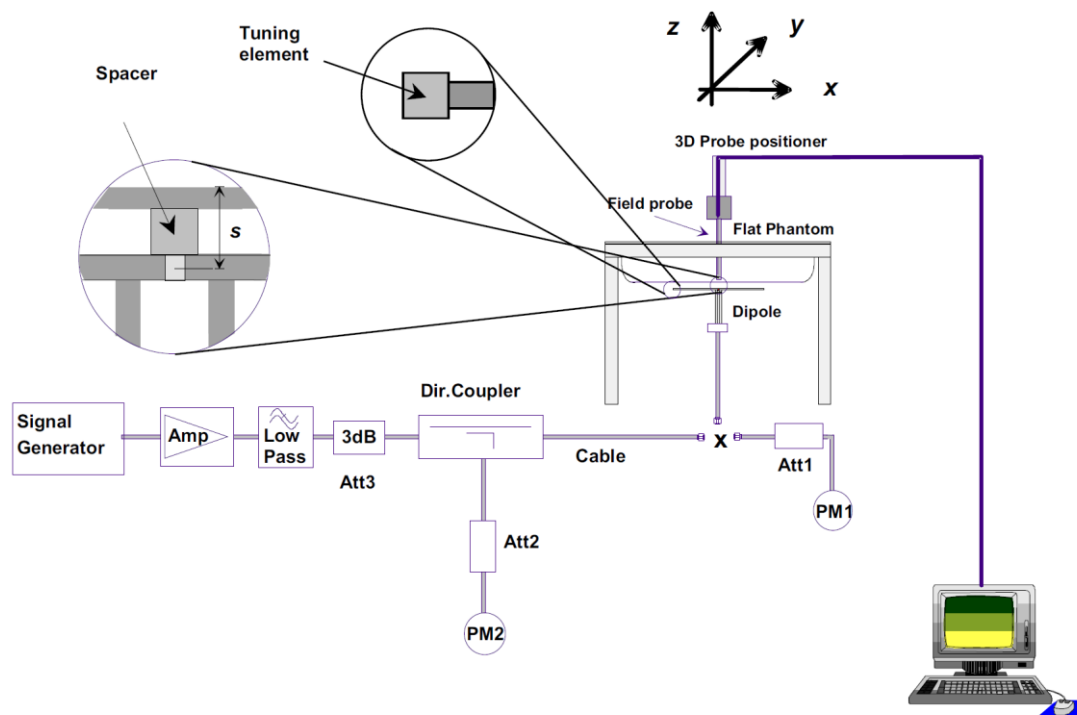 Tuning
element
z
y
Spacer
x
3D Probe positioner
s
Field probe
Flat Phantom
Dipole
Dir.Coupler
Signal
Generator
Amp
Low
Pass
3dB
Cable
X
Att1
Att3
PM1
Att2
PM2